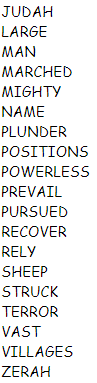 JUDAH
LARGE
MAN
MARCHED
MIGHTY
NAME
PLUNDER
POSITIONS
POWERLESS
PREVAIL
PURSUED
RECOVER
RELY
SHEEP
STRUCK
TERROR
VAST
VILLAGES
ZERAH